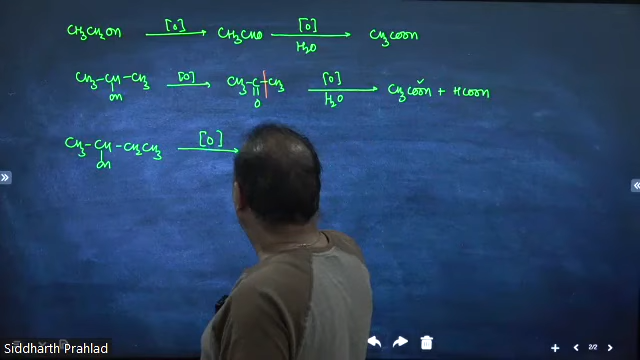 CH3CH2OH [O] → CH3CHO [O] H2O → CH3COOH
CH3-CH-CH3 [O] → CH3-C-CH3 [O] H2O → CH3COOH + HCOOH
OH O
CH3-CH-CH2CH3 [O] →
OH
Siddharth Prahlad
2/2